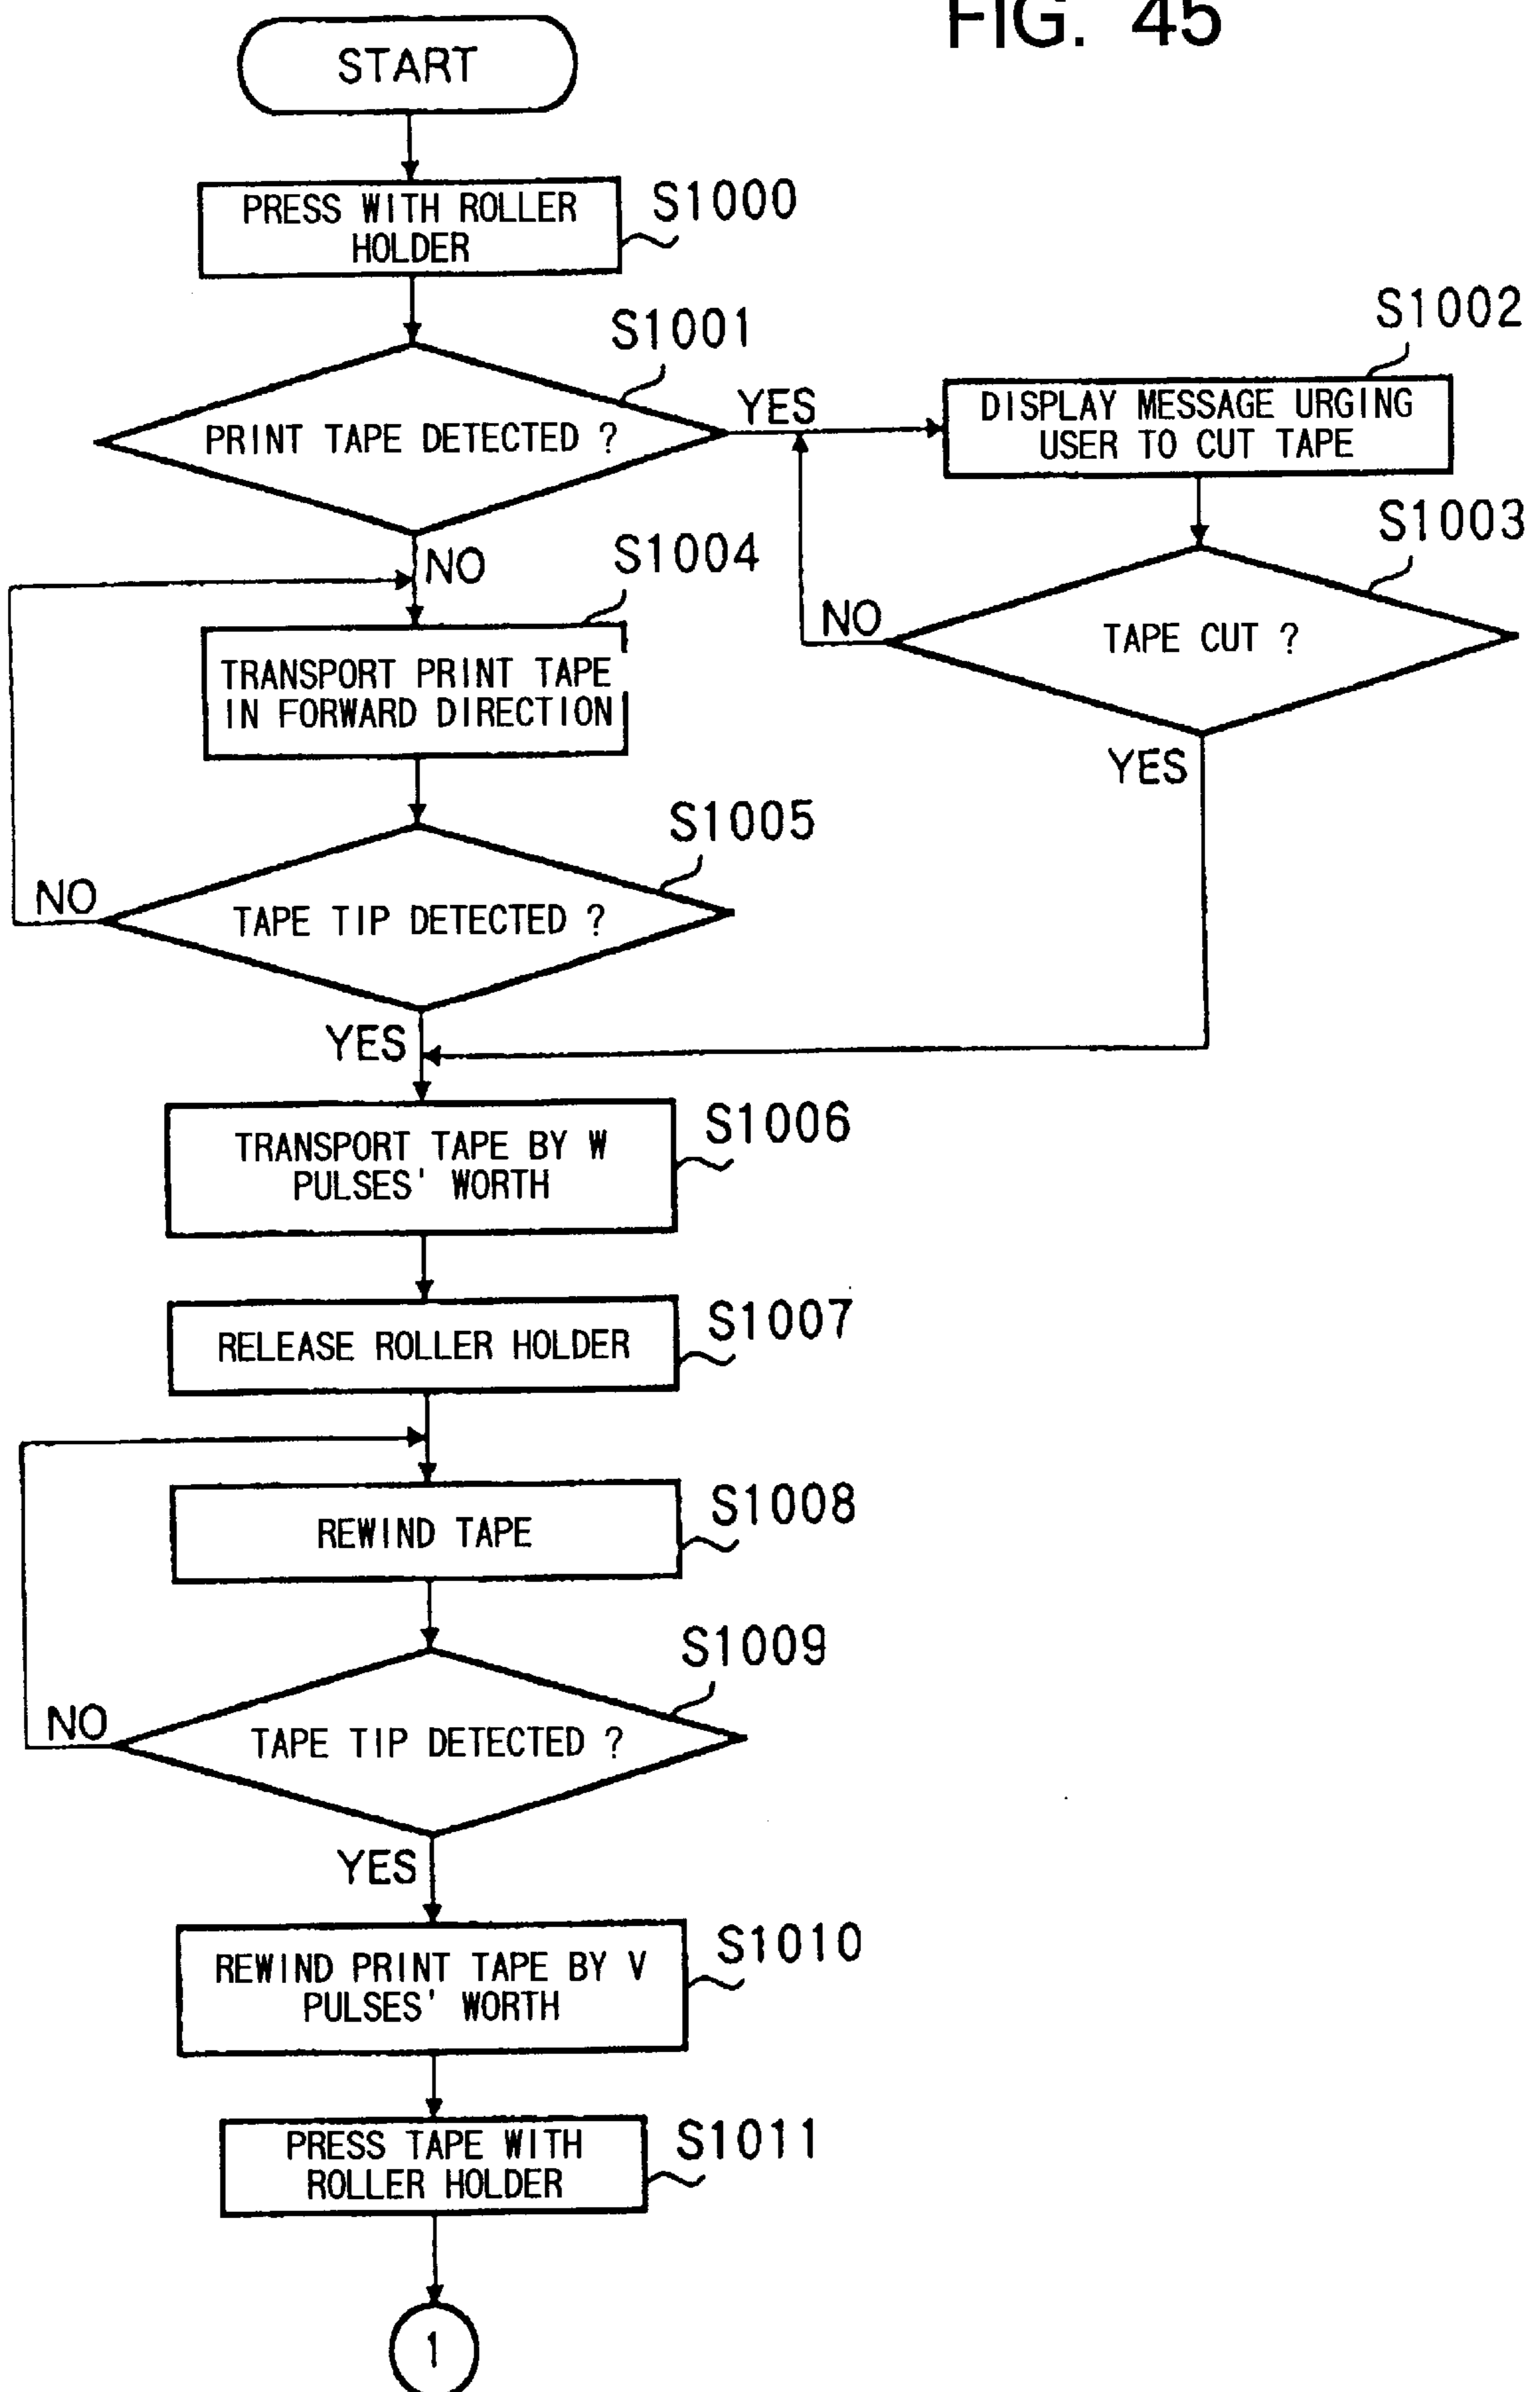 FIG. 45
START
PRESS WITH ROLLER
HOLDER
S1000
S1001
PRINT TAPE DETECTED ?
YES
NO
S1002
DISPLAY MESSAGE URGING
USER TO CUT TAPE
S1003
TAPE CUT ?
NO
YES
S1004
TRANSPORT PRINT TAPE
IN FORWARD DIRECTION
S1005
TAPE TIP DETECTED ?
NO
YES
S1006
TRANSPORT TAPE BY W
PULSES' WORTH
S1007
RELEASE ROLLER HOLDER
S1008
REWIND TAPE
S1009
TAPE TIP DETECTED ?
NO
YES
S1010
REWIND PRINT TAPE BY V
PULSES' WORTH
S1011
PRESS TAPE WITH
ROLLER HOLDER
1